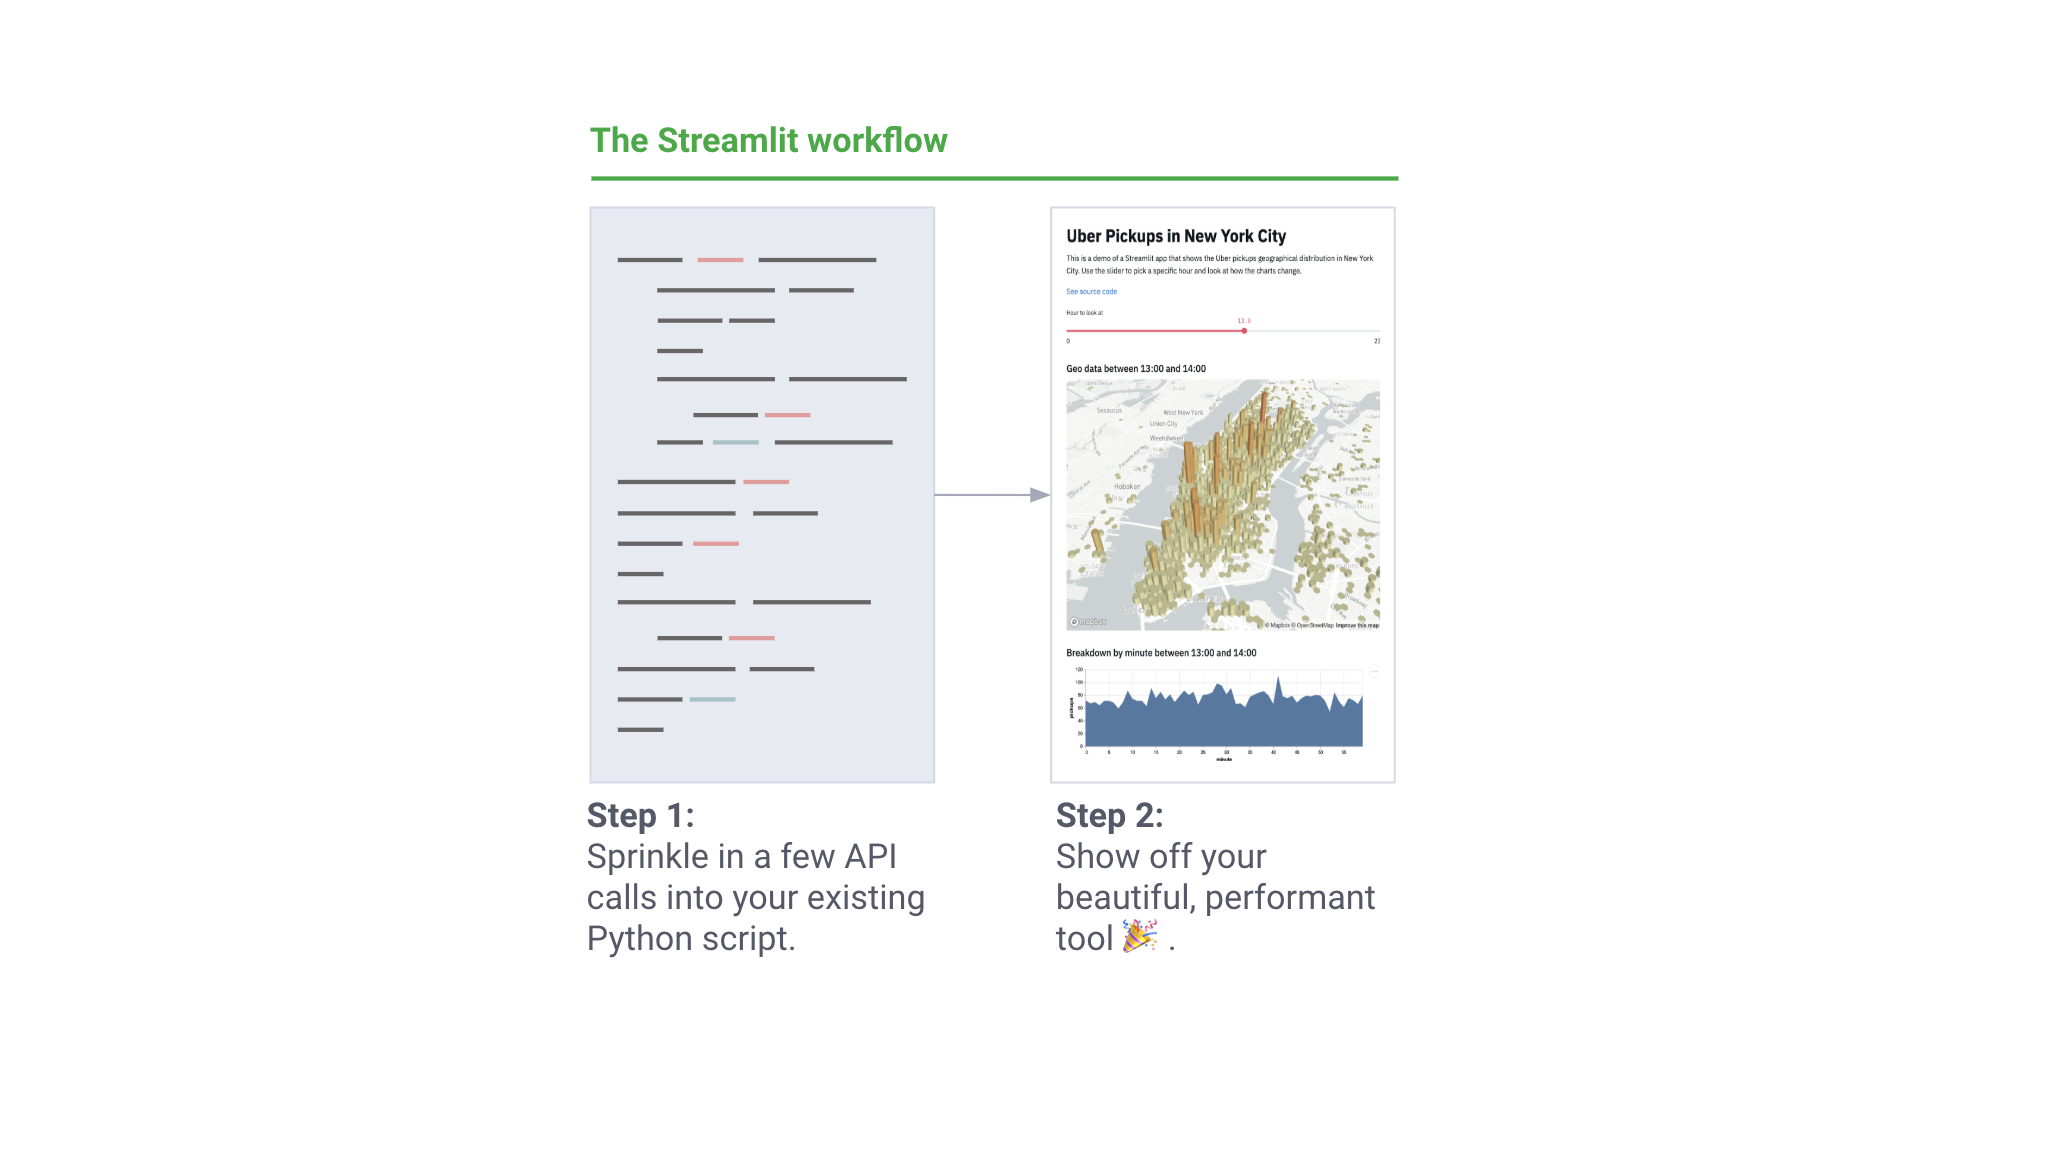 The Streamlit workflow
Uber Pickups in New York City
This is a demo of a Streamlit app that shows the Uber pickups geographical distribution in New York
City. Use the slider to pick a specific hour and look at how the charts change.
See source code
Hour to look at
0
23
Geo data between 13:00 and 14:00
Seraucus
West New York
Union City
Weehawken
Hoboken
mapbox
© Mapbox © OpenStreetMap Improve this map
Breakdown by minute between 13:00 and 14:00
pickups
120
100
80
60
40
20
0
0 5 10 15 20 25 30 35 40 45 50 55
minute
Step 1:
Sprinkle in a few API
calls into your existing
Python script.
Step 2:
Show off your
beautiful, performant
tool 🎉 .